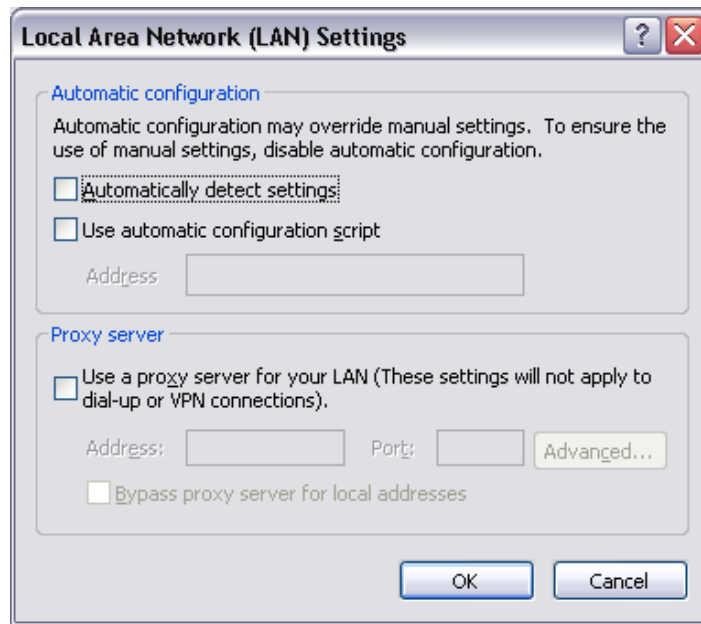 Local Area Network (LAN) Settings
Automatic configuration
Automatic configuration may override manual settings. To ensure the
use of manual settings, disable automatic configuration.
Automatically detect settings
Use automatic configuration script
Address
Proxy server
Use a proxy server for your LAN (These settings will not apply to
dial-up or VPN connections).
Address: Port: Advanced...
Bypass proxy server for local addresses
OK Cancel